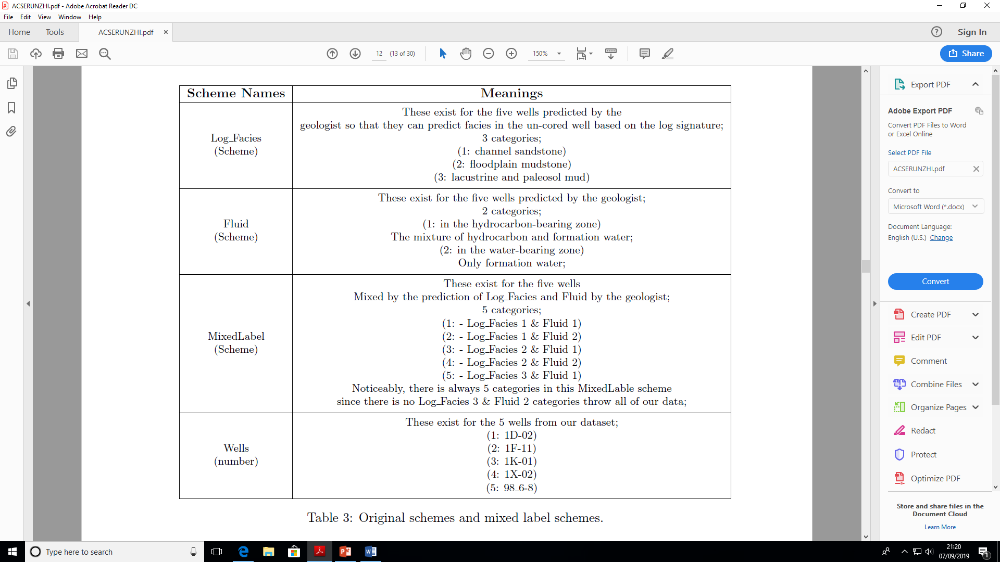 ACSERUNZHI.pdf - Adobe Acrobat Reader DC
File Edit View Window Help
Home Tools ACSERUNZHI.pdf × Sign In
12 (13 of 30) 150% Share
Scheme Names Meanings
Log_Facies
(Scheme)
These exist for the five wells predicted by the
geologist so that they can predict facies in the un-cored well based on the log signature;
3 categories;
(1: channel sandstone)
(2: floodplain mudstone)
(3: lacustrine and paleosol mud)
Fluid
(Scheme)
These exist for the five wells predicted by the geologist;
2 categories;
(1: in the hydrocarbon-bearing zone)
The mixture of hydrocarbon and formation water;
(2: in the water-bearing zone)
Only formation water;
MixedLabel
(Scheme)
These exist for the five wells
Mixed by the prediction of Log_Facies and Fluid by the geologist;
5 categories;
(1: - Log_Facies 1 & Fluid 1)
(2: - Log_Facies 1 & Fluid 2)
(3: - Log_Facies 2 & Fluid 1)
(4: - Log_Facies 2 & Fluid 2)
(5: - Log_Facies 3 & Fluid 1)
Noticeably, there is always 5 categories in this MixedLable scheme
since there is no Log_Facies 3 & Fluid 2 categories throw all of our data;
Wells
(number)
These exist for the 5 wells from our dataset;
(1: 1D-02)
(2: 1F-11)
(3: 1K-01)
(4: 1X-02)
(5: 98_6-8)
Table 3: Original schemes and mixed label schemes.
Export PDF
Adobe Export PDF
Convert PDF Files to Word
or Excel Online
Select PDF File
ACSERUNZHI.pdf
Convert to
Microsoft Word (*.docx)
Document Language:
English (U.S.) Change
Convert
Create PDF
Edit PDF
Comment
Combine Files
Organize Pages
Redact
Protect
Optimize PDF
Store and share files in the
Document Cloud
Learn More
Type here to search
21:20
07/09/2019
1